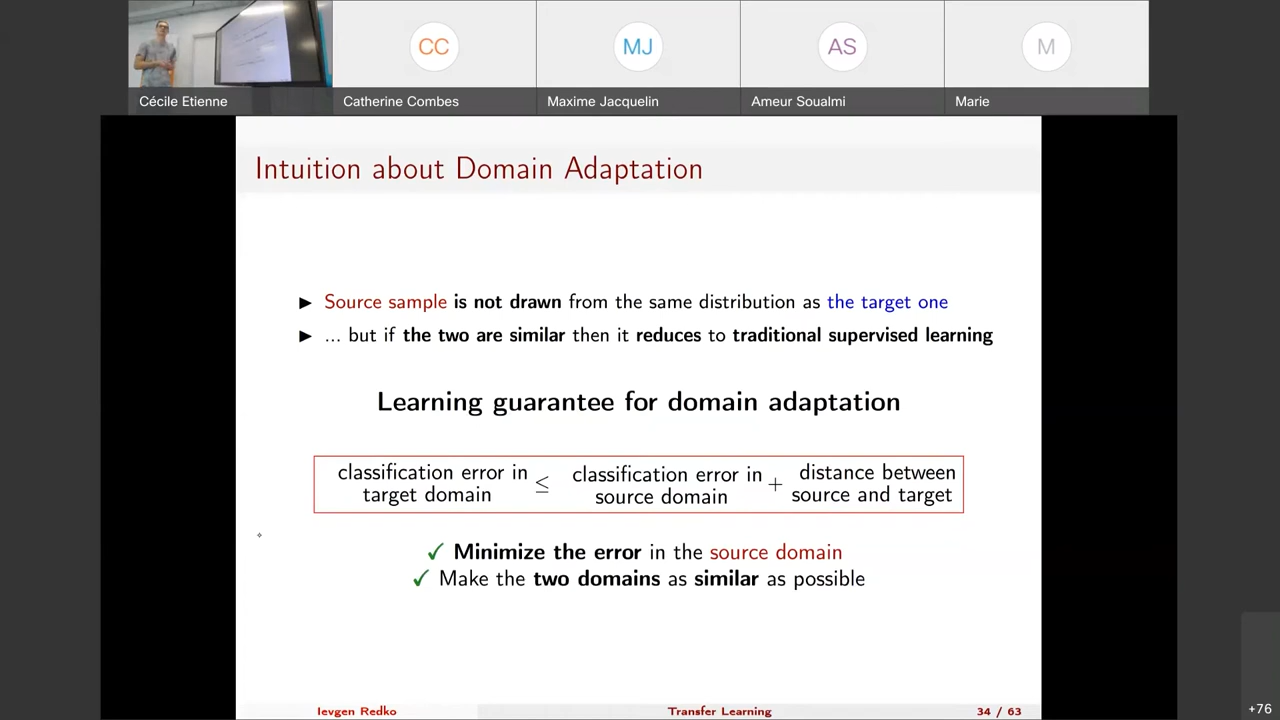 CC
MJ
AS
M
Cécile Etienne
Catherine Combes
Maxime Jacquelin
Ameur Soualmi
Marie
Intuition about Domain Adaptation
► Source sample is not drawn from the same distribution as the target one
► ... but if the two are similar then it reduces to traditional supervised learning
Learning guarantee for domain adaptation
classification error in target domain ≤ classification error in source domain + distance between source and target
✓ Minimize the error in the source domain
✓ Make the two domains as similar as possible
Ievgen Redko
Transfer Learning
34 / 63
+76